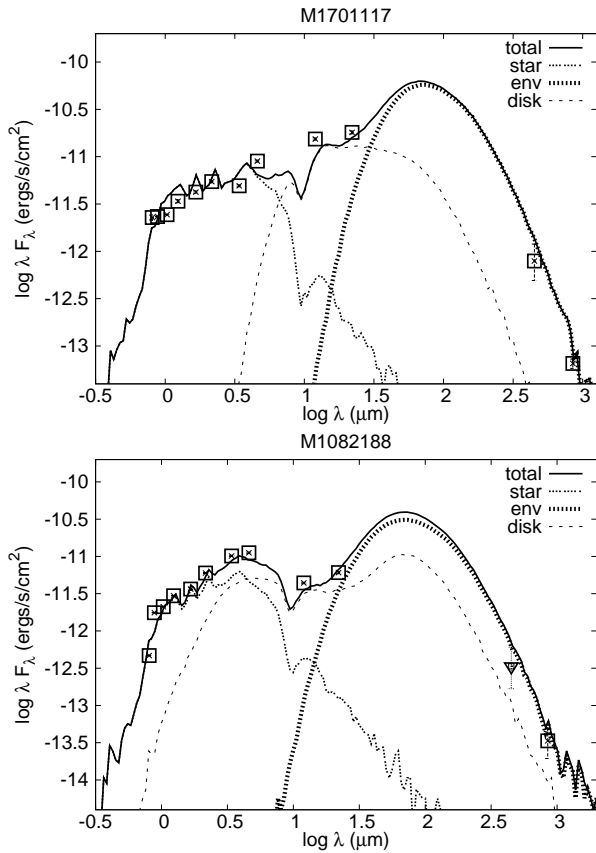 M1701117
total
star
env
disk
-10
-10.5
-11
-11.5
-12
-12.5
-13
log λ Fλ (ergs/s/cm2)
-0.5 0 0.5 1 1.5 2 2.5 3
log λ (μm)
M1082188
total
star
env
disk
-10
-10.5
-11
-11.5
-12
-12.5
-13
-13.5
-14
log λ Fλ (ergs/s/cm2)
-0.5 0 0.5 1 1.5 2 2.5 3
log λ (μm)